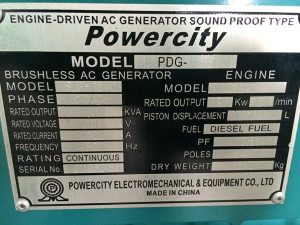 ENGINE-DRIVEN AC GENERATOR SOUND PROOF TYPE
Powercity
MODEL PDG-
BRUSHLESS AC GENERATOR ENGINE
MODEL MODEL
PHASE RATED OUTPUT Kw /min
RATED OUTPUT KVA PISTON DISPLACEMENT L
RATED VOLTAGE V FUEL DIESEL FUEL
RATED CURRENT A PF
FREQUENCY Hz POLES
RATING CONTINUOUS DRY WEIGHT Kg
SERIAL No.
POWERCITY ELECTROMECHANICAL & EQUIPMENT CO., LTD
MADE IN CHINA